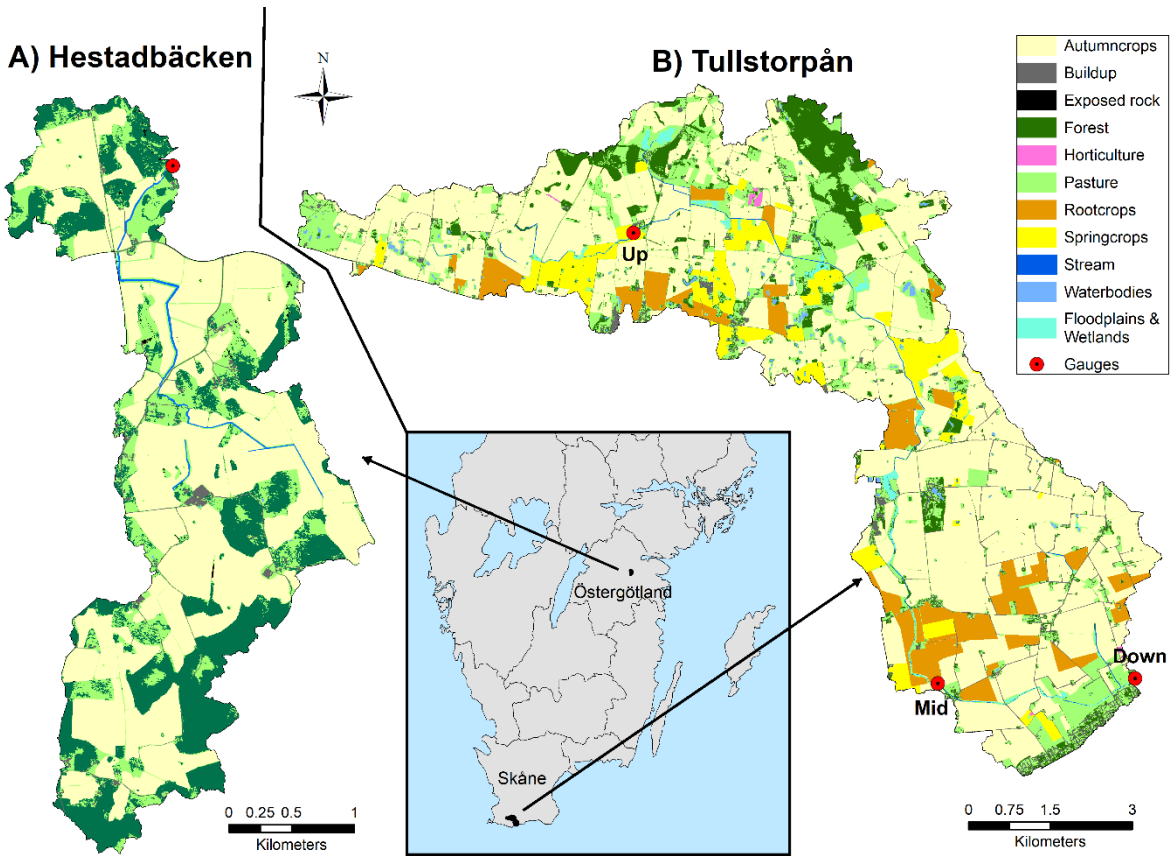 A) Hestadbäcken
N
B) Tullstorpån
Autumncrops
Buildup
Exposed rock
Forest
Horticulture
Pasture
Rootcrops
Springcrops
Stream
Waterbodies
Floodplains &
Wetlands
Gauges
Up
Östergötland
Skåne
Down
Mid
0 0.25 0.5 1
Kilometers
0 0.75 1.5 3
Kilometers